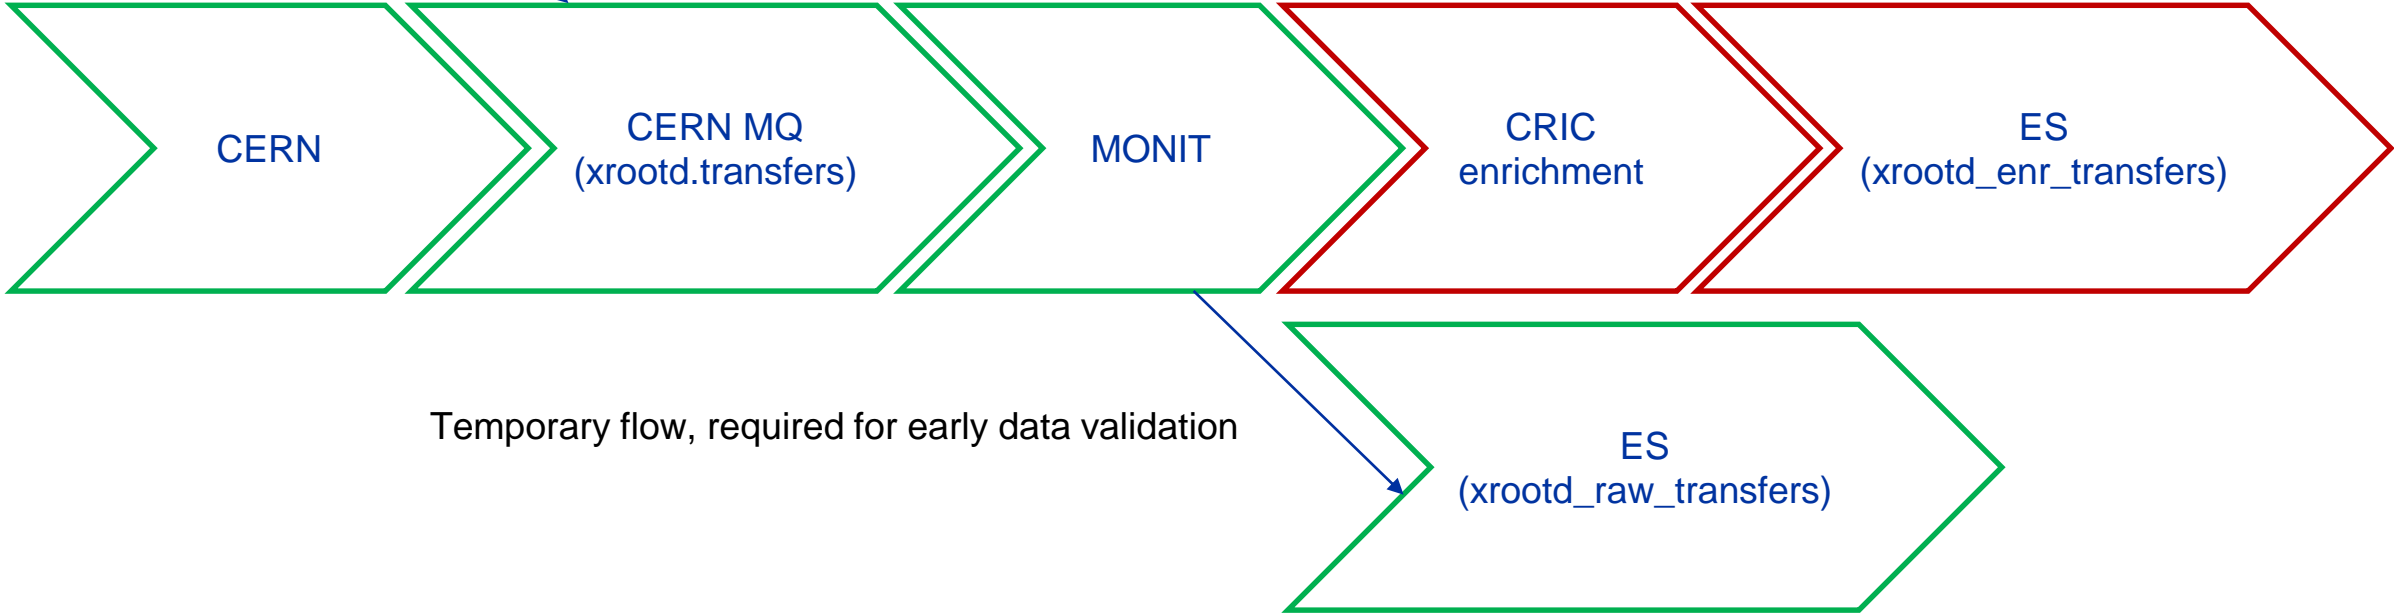 CERN
CERN MQ
(xrootd.transfers)
MONIT
CRIC
enrichment
ES
(xrootd_enr_transfers)
Temporary flow, required for early data validation
ES
(xrootd_raw_transfers)